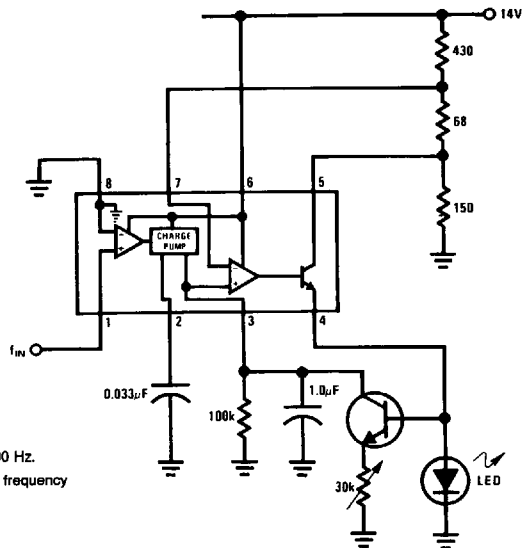 14V
430
68
8
7
6
5
150
CHARGE
PUMP
1
2
3
4
fIN
0.033μF
1.0μF
100k
0 Hz.
frequency
30k
LED